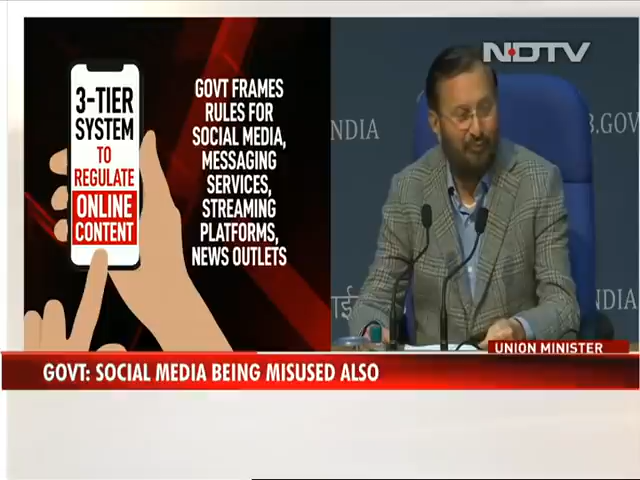 NDTV
3-TIER
SYSTEM
TO
REGULATE
ONLINE
CONTENT
GOVT FRAMES
RULES FOR
SOCIAL MEDIA,
MESSAGING
SERVICES,
STREAMING
PLATFORMS,
NEWS OUTLETS
INDIA
B.GOV
NDIA
UNION MINISTER
GOVT: SOCIAL MEDIA BEING MISUSED ALSO